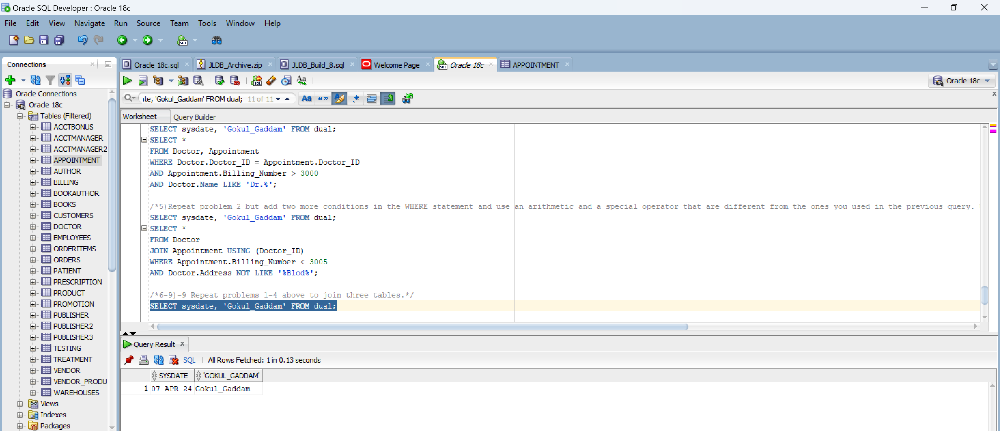 Oracle SQL Developer : Oracle 18c
File Edit View Navigate Run Source Team Tools Window Help
Connections
Oracle 18c.sql
JLDB_Archive.zip
JLDB_Build_8.sql
Welcome Page
Oracle 18c
APPOINTMENT
Oracle 18c
te, 'Gokul_Gaddam' FROM dual; 11 of 11
Worksheet Query Builder
Oracle Connections
Oracle 18c
Tables (Filtered)
ACCTBONUS
ACCTMANAGER
ACCTMANAGER2
APPOINTMENT
AUTHOR
BILLING
BOOKAUTHOR
BOOKS
CUSTOMERS
DOCTOR
EMPLOYEES
ORDERITEMS
ORDERS
PATIENT
PRESCRIPTION
PRODUCT
PROMOTION
PUBLISHER
PUBLISHER2
PUBLISHER3
TESTING
TREATMENT
VENDOR
VENDOR_PRODU
WAREHOUSES
Views
Indexes
Packages
SELECT sysdate, 'Gokul_Gaddam' FROM dual;
SELECT *
FROM Doctor, Appointment
WHERE Doctor.Doctor_ID = Appointment.Doctor_ID
AND Appointment.Billing_Number > 3000
AND Doctor.Name LIKE 'Dr.%';
/*5)Repeat problem 2 but add two more conditions in the WHERE statement and use an arithmetic and a special operator that are different from the ones you used in the previous query.
SELECT sysdate, 'Gokul_Gaddam' FROM dual;
SELECT *
FROM Doctor
JOIN Appointment USING (Doctor_ID)
WHERE Appointment.Billing_Number < 3005
AND Doctor.Address NOT LIKE '%Blod%';
/*6-9)-9 Repeat problems 1-4 above to join three tables.*/
SELECT sysdate, 'Gokul_Gaddam' FROM dual;
Query Result
SQL | All Rows Fetched: 1 in 0.13 seconds
SYSDATE 'GOKUL_GADDAM'
1 07-APR-24 Gokul_Gaddam